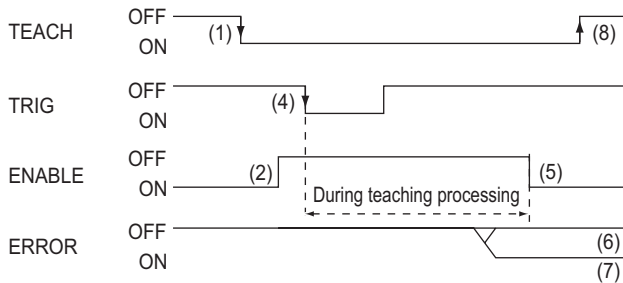 TEACH OFF ON (1) (8)
TRIG OFF ON (4)
ENABLE OFF ON (2) During teaching processing (5)
ERROR OFF ON (6) (7)